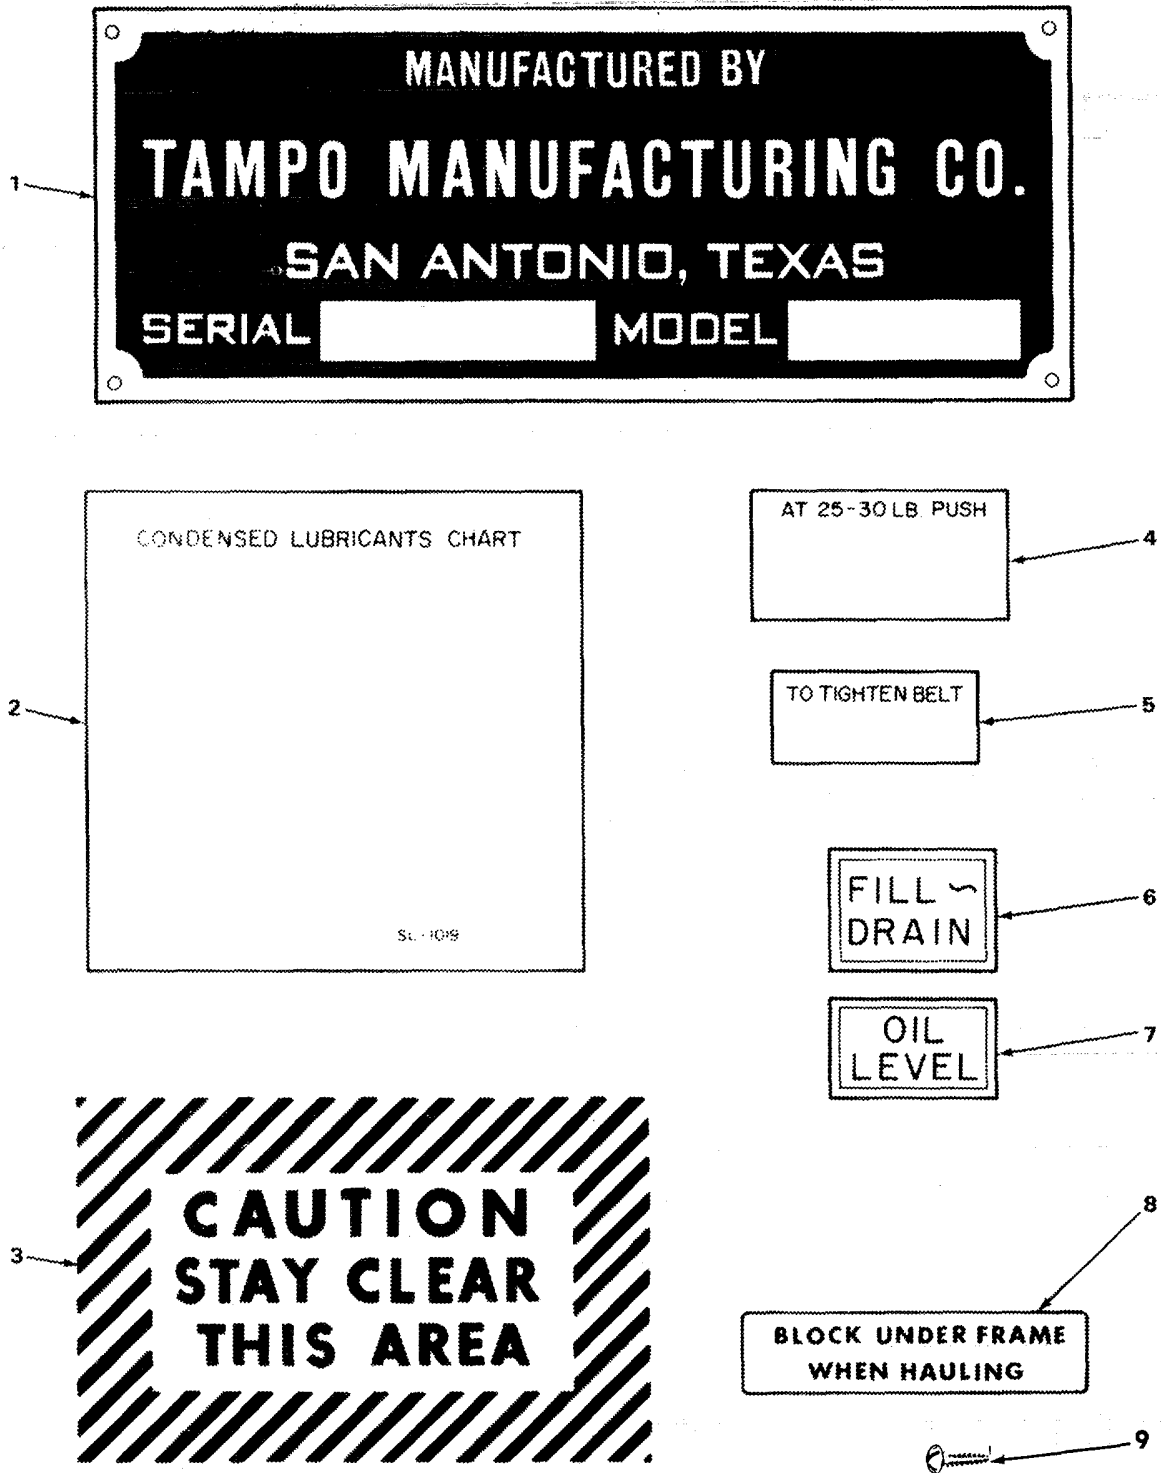 MANUFACTURED BY
TAMPO MANUFACTURING CO.
SAN ANTONIO, TEXAS
SERIAL MODEL
1
CONDENSED LUBRICANTS CHART
SL-1019
2
CAUTION
STAY CLEAR
THIS AREA
3
AT 25-30 LB. PUSH
4
TO TIGHTEN BELT
5
FILL ~
DRAIN
6
OIL
LEVEL
7
8
BLOCK UNDER FRAME
WHEN HAULING
9